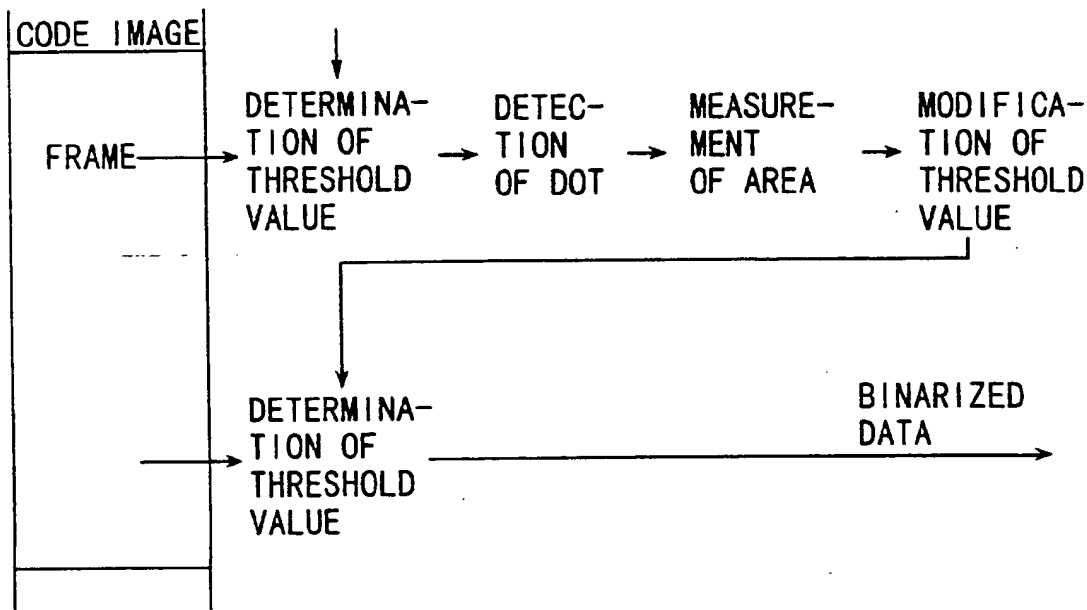 CODE IMAGE
FRAME
DETERMINA-
TION OF
THRESHOLD
VALUE
DETEC-
TION
OF DOT
MEASURE-
MENT
OF AREA
MODIFICA-
TION OF
THRESHOLD
VALUE
DETERMINA-
TION OF
THRESHOLD
VALUE
BINARIZED
DATA